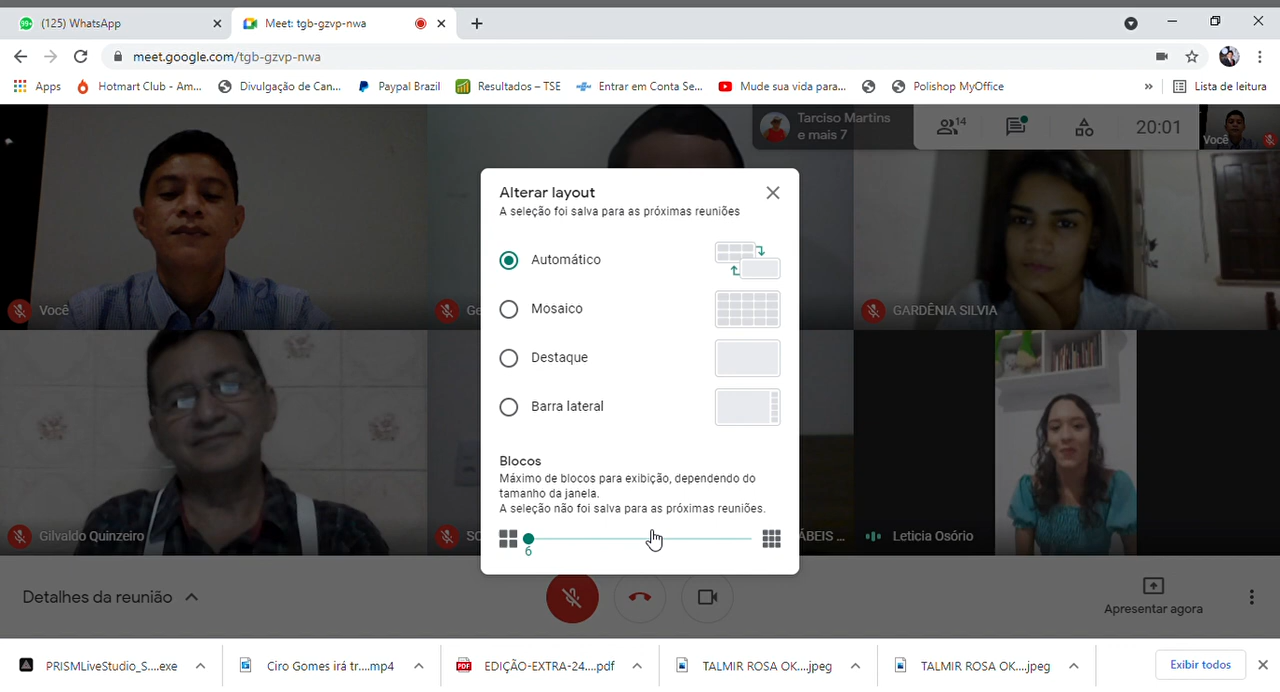 99+
(125) WhatsApp
Meet: tgb-gzvp-nwa
meet.google.com/tgb-gzvp-nwa
Apps
Hotmart Club - Am...
Divulgação de Can...
Paypal Brazil
Resultados – TSE
Entrar em Conta Se...
Mude sua vida para...
Polishop MyOffice
»
Lista de leitura
Tarciso Martins
e mais 7
14
20:01
Você
Alterar layout
A seleção foi salva para as próximas reuniões
Automático
Mosaico
Destaque
Barra lateral
Blocos
Máximo de blocos para exibição, dependendo do
tamanho da janela.
A seleção não foi salva para as próximas reuniões.
6
Você
Ge
GARDÊNIA SILVIA
Gilvaldo Quinzeiro
SC
ÁBEIS ...
Leticia Osório
Detalhes da reunião
Apresentar agora
PRISMLiveStudio_S....exe
Ciro Gomes irá tr....mp4
PDF
EDIÇÃO-EXTRA-24....pdf
TALMIR ROSA OK....jpeg
TALMIR ROSA OK....jpeg
Exibir todos